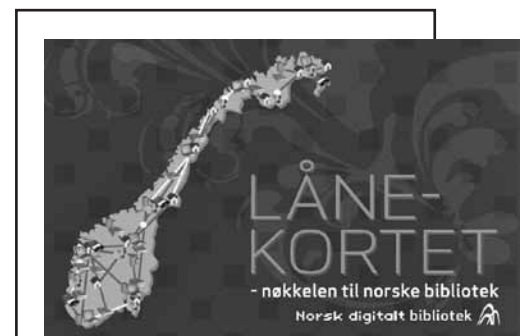 LÅNE-
KORTET
- nøkkelen til norske bibliotek
Norsk digitalt bibliotek